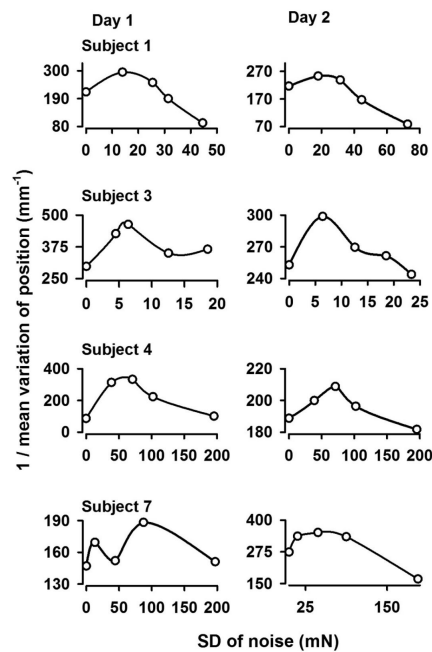 Day 1 Day 2
Subject 1
300 270
190 170
80 70
0 10 20 30 40 50 0 20 40 60 80
Subject 3
500 300
375 270
250 240
0 5 10 15 20 0 5 10 15 20 25
Subject 4
400 220
200 200
0 180
0 50 100 150 200 0 50 100 150 200
Subject 7
190 400
160 275
130 150
0 50 100 150 200 25 150
1 / mean variation of position (mm⁻¹)
SD of noise (mN)